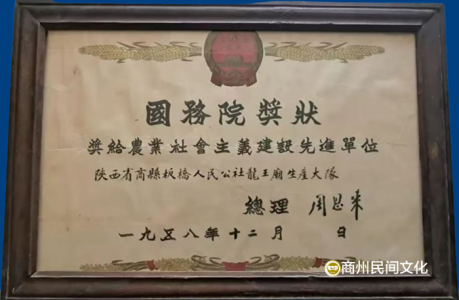 國務院獎狀
獎給農業社會主義建設先進單位
陝西省商縣板橋人民公社龍王廟生產大隊
總理 周恩来
一九五八年十二月 日
商州民间文化